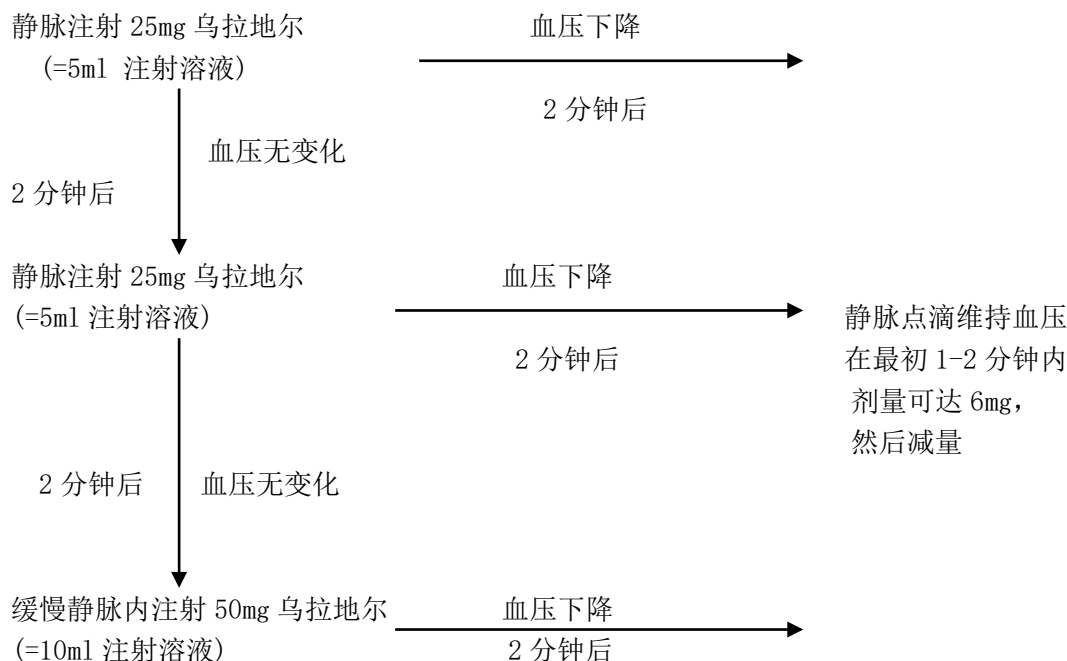 静脉注射 25mg 乌拉地尔
(=5ml 注射溶液)
血压下降
2 分钟后
血压无变化
2 分钟后
静脉注射 25mg 乌拉地尔
(=5ml 注射溶液)
血压下降
2 分钟后
静脉点滴维持血压
在最初 1-2 分钟内
剂量可达 6mg，
然后减量
2 分钟后
血压无变化
缓慢静脉内注射 50mg 乌拉地尔
(=10ml 注射溶液)
血压下降
2 分钟后